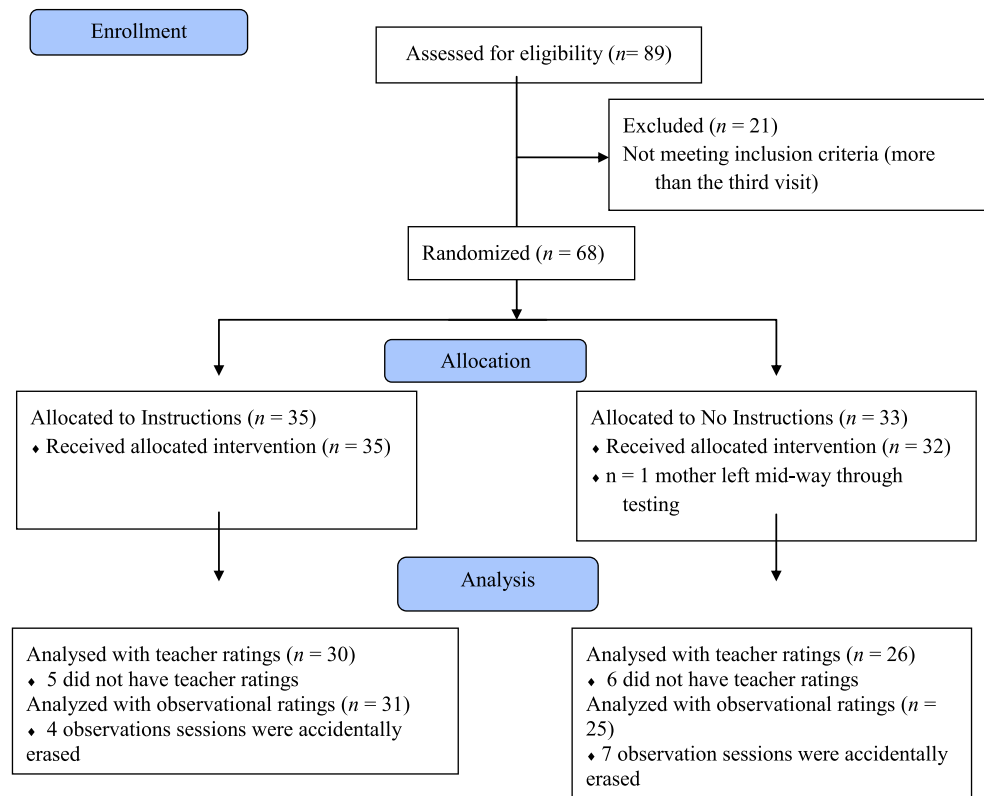 Enrollment
Assessed for eligibility (n= 89)
Excluded (n = 21)
Not meeting inclusion criteria (more
than the third visit)
Randomized (n = 68)
Allocation
Allocated to Instructions (n = 35)
⬧ Received allocated intervention (n = 35)
Allocated to No Instructions (n = 33)
⬧ Received allocated intervention (n = 32)
⬧ n = 1 mother left mid-way through
testing
Analysis
Analysed with teacher ratings (n = 30)
⬧ 5 did not have teacher ratings
Analyzed with observational ratings (n = 31)
⬧ 4 observations sessions were accidentally
erased
Analysed with teacher ratings (n = 26)
⬧ 6 did not have teacher ratings
Analyzed with observational ratings (n =
25)
⬧ 7 observation sessions were accidentally
erased